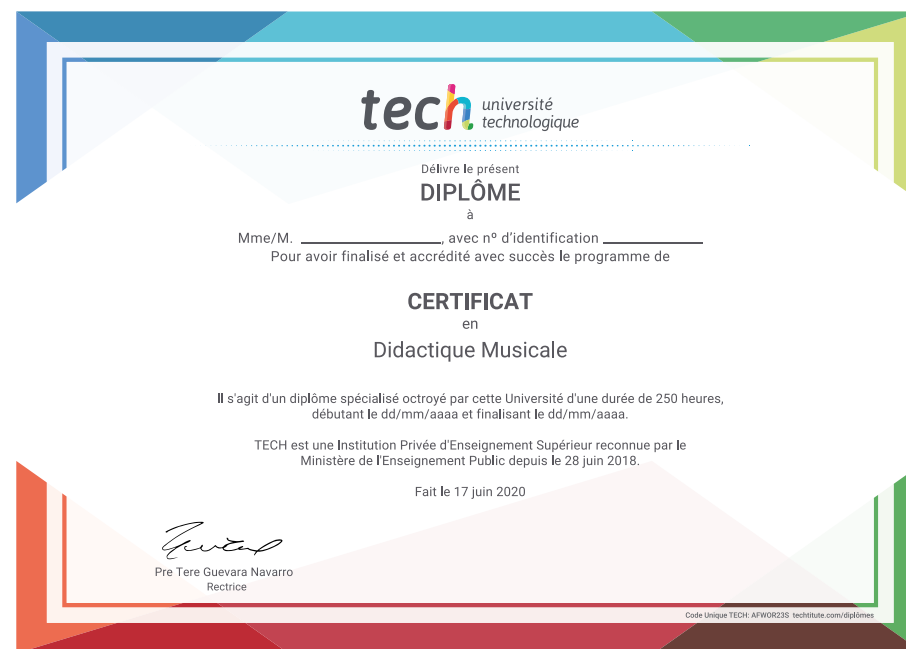 tech université
technologique
Délivre le présent
DIPLÔME
à
Mme/M. ____________________, avec nº d'identification ______________
Pour avoir finalisé et accrédité avec succès le programme de
CERTIFICAT
en
Didactique Musicale
Il s'agit d'un diplôme spécialisé octroyé par cette Université d'une durée de 250 heures,
débutant le dd/mm/aaaa et finalisant le dd/mm/aaaa.
TECH est une Institution Privée d'Enseignement Supérieur reconnue par le
Ministère de l'Enseignement Public depuis le 28 juin 2018.
Fait le 17 juin 2020
Pre Tere Guevara Navarro
Rectrice
Code Unique TECH: AFWOR23S techtitute.com/diplômes